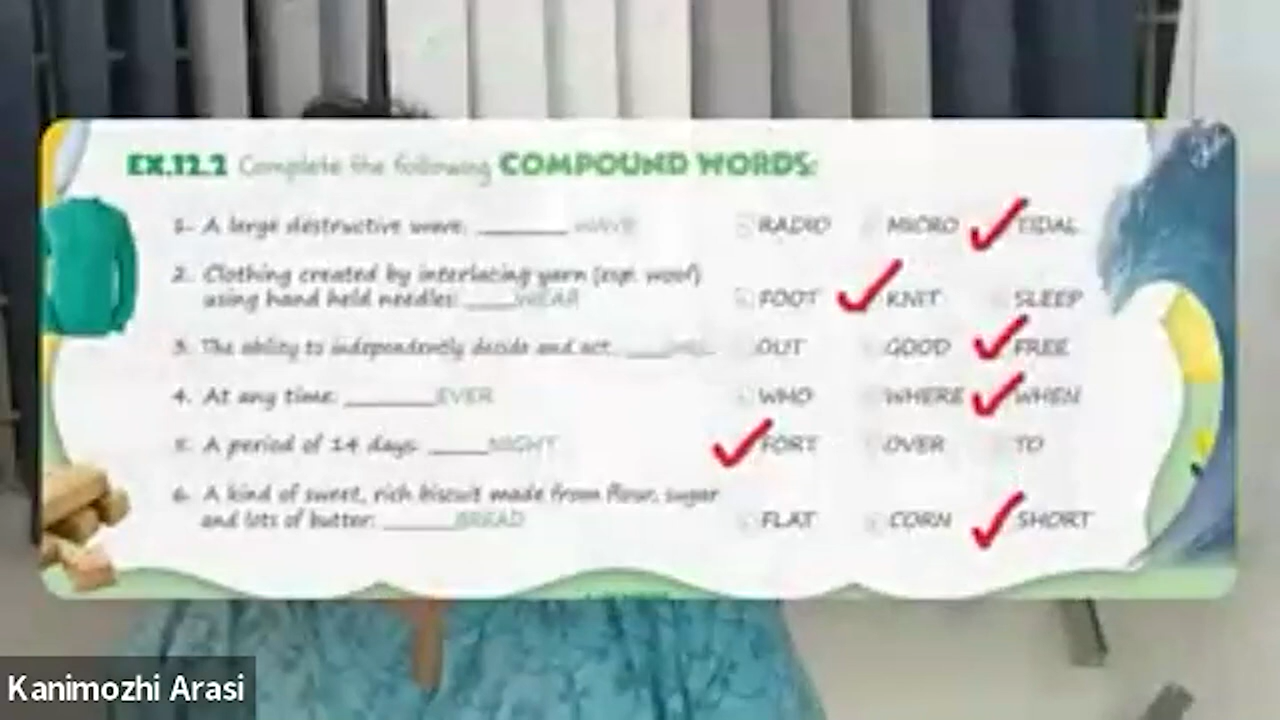 EX.12.2 Complete the following COMPOUND WORDS:
1. A large destructive wave: ________ WAVE RADIO MICRO TIDAL
2. Clothing created by interlacing yarn (esp. wool)
using hand held needles: ____WEAR FOOT KNIT SLEEP
3. The ability to independently decide and act: ____ OUT GOOD FREE
4. At any time: ________EVER WHO WHERE WHEN
5. A period of 14 days: _____NIGHT FORT OVER TO
6. A kind of sweet, rich biscuit made from flour, sugar
and lots of butter: ______BREAD FLAT CORN SHORT
Kanimozhi Arasi